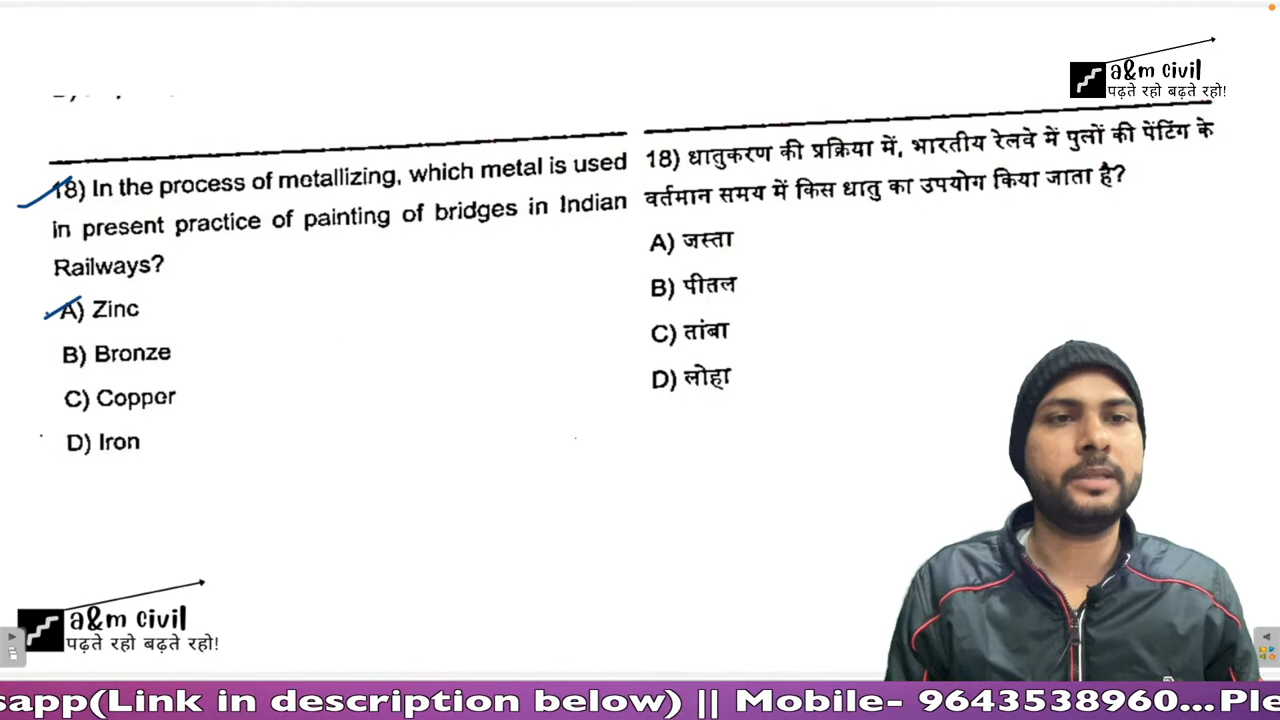 a&m civil
पढ़ते रहो बढ़ते रहो!
18) In the process of metallizing, which metal is used
in present practice of painting of bridges in Indian
Railways?
A) Zinc
B) Bronze
C) Copper
D) Iron
18) धातुकरण की प्रक्रिया में, भारतीय रेलवे में पुलों की पेंटिंग के
वर्तमान समय में किस धातु का उपयोग किया जाता है?
A) जस्ता
B) पीतल
C) तांबा
D) लोहा
a&m civil
पढ़ते रहो बढ़ते रहो!
sapp(Link in description below) || Mobile- 9643538960...Ple